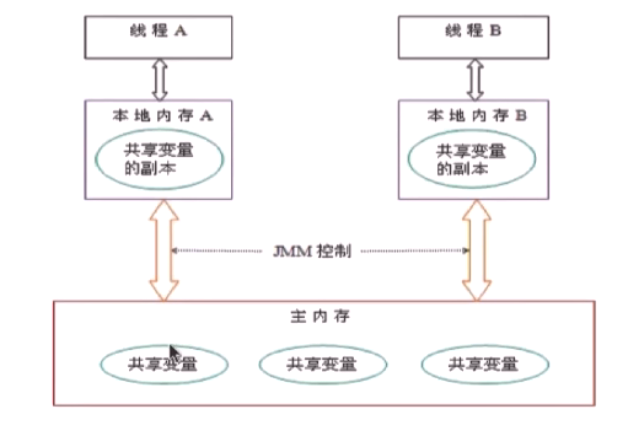 线程 A
线程 B
本地内存 A
本地内存 B
共享变量
的副本
共享变量
的副本
JMM 控制
主内存
共享变量
共享变量
共享变量